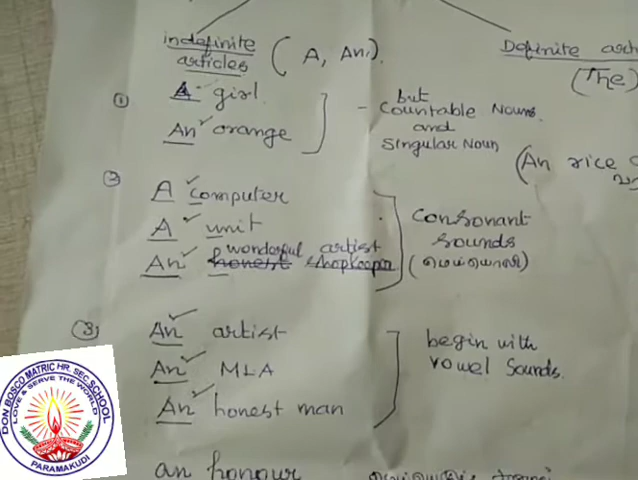 indefinite articles (A, An,)
Definite
(The)
① A girl
but
An orange
Countable Nouns
and
Singular Noun
(An rice
② A computer
A unit
Consonant
Sounds
(மெய்யொலி)
wonderful artist
An honest shopkeeper
③ An artist
An MLA
An honest man
begin with
Vowel Sounds.
an honour
DON BOSCO MATRIC HR. SEC. SCHOOL
LOVE & SERVE THE WORLD
PARAMAKUDI